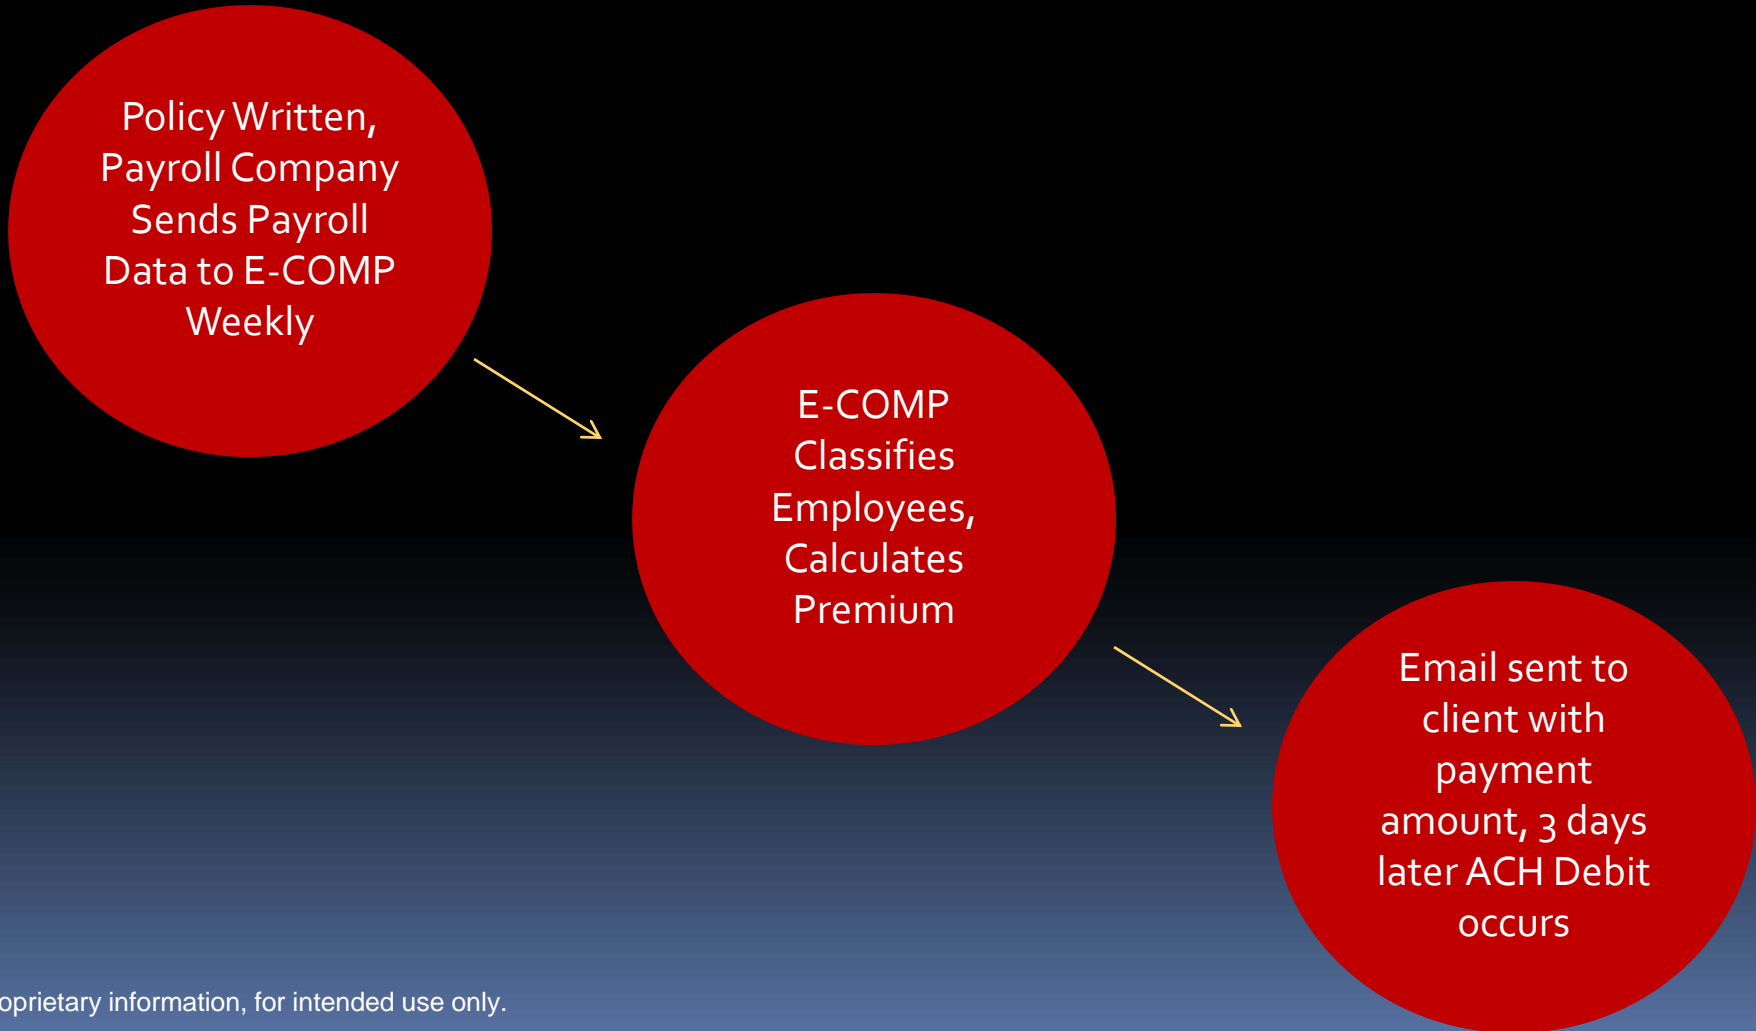 Policy Written,
Payroll Company
Sends Payroll
Data to E-COMP
Weekly
E-COMP
Classifies
Employees,
Calculates
Premium
Email sent to
client with
payment
amount, 3 days
later ACH Debit
occurs
oprietary information, for intended use only.